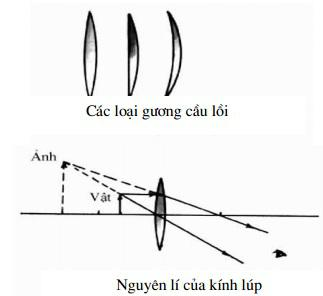 Các loại gương cầu lồi
Ảnh
Vật
Nguyên lí của kính lúp